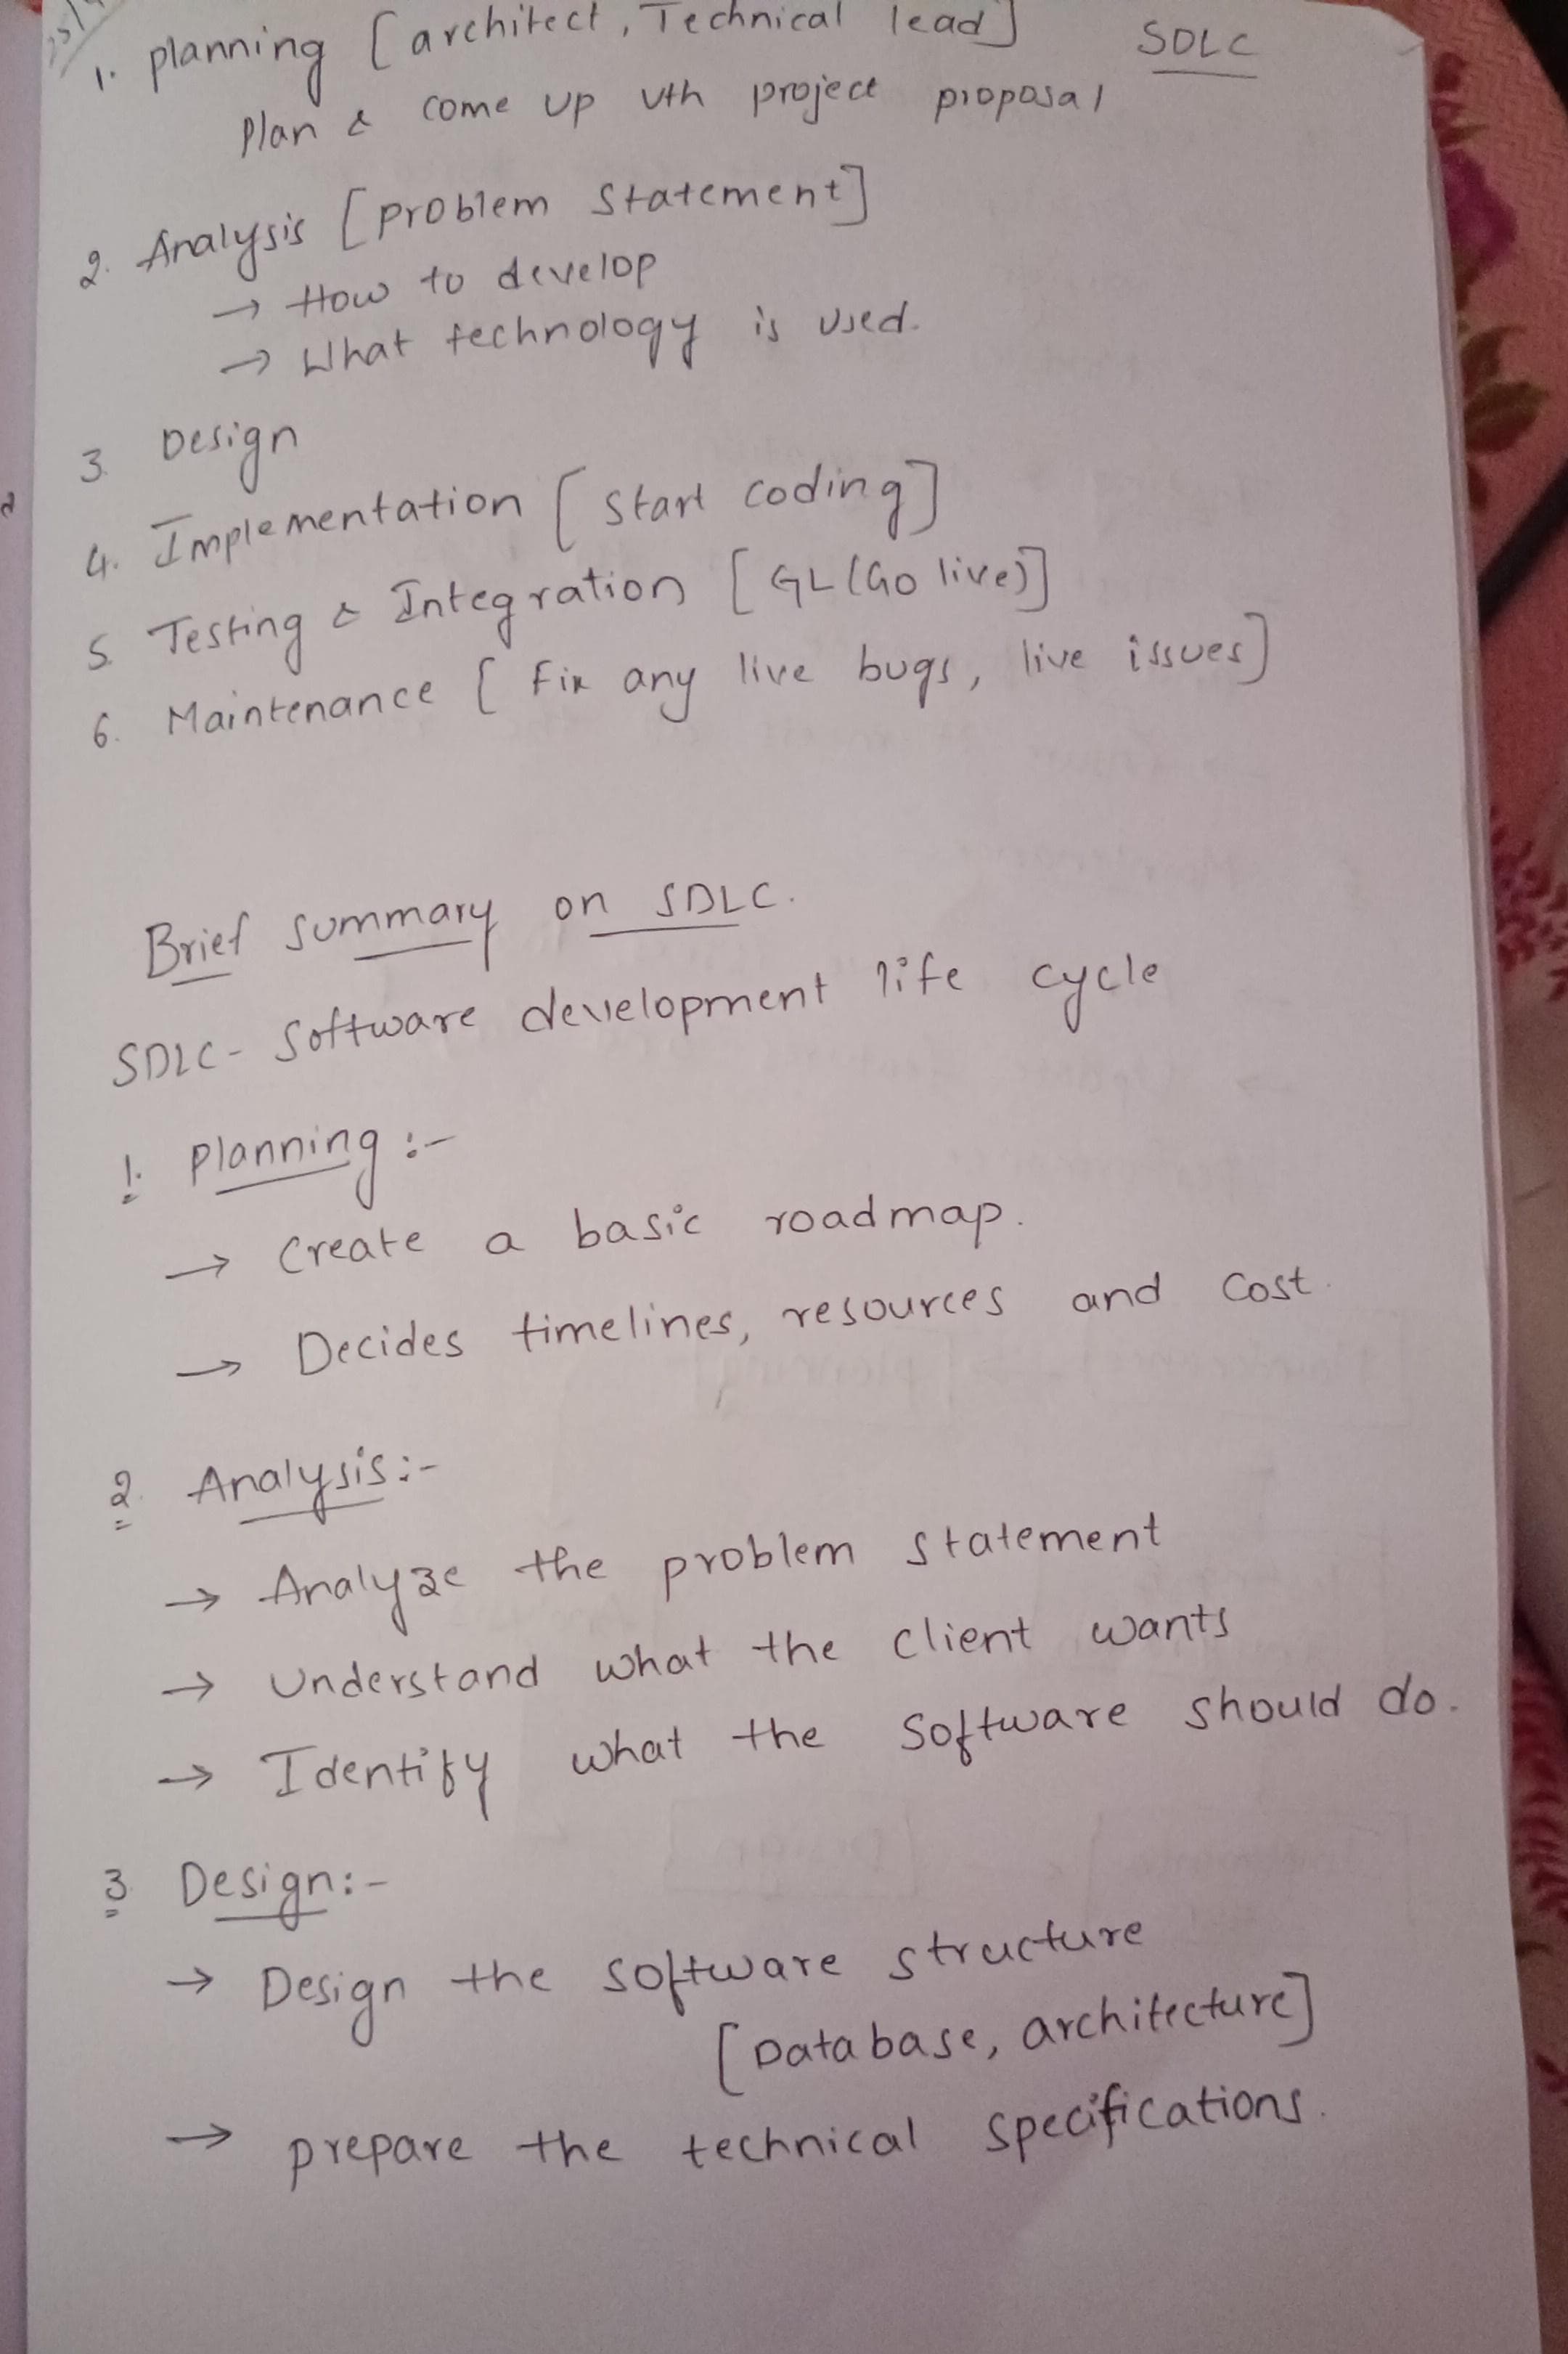 SDLC
1. planning [architect, Technical lead]
Plan & come up with project proposal
2. Analysis [problem statement]
→ How to develop
→ What technology is used.
3. Design
4. Implementation [start coding]
5. Testing & Integration [GL(Go live)]
6. Maintenance [Fix any live bugs, live issues]
Brief summary on SDLC.
SDLC - Software development life cycle
1. Planning :-
→ Create a basic roadmap.
→ Decides timelines, resources and cost.
2. Analysis :-
→ Analyze the problem statement
→ Understand what the client wants
→ Identify what the software should do.
3. Design :-
→ Design the software structure
[Database, architecture]
→ prepare the technical specifications.